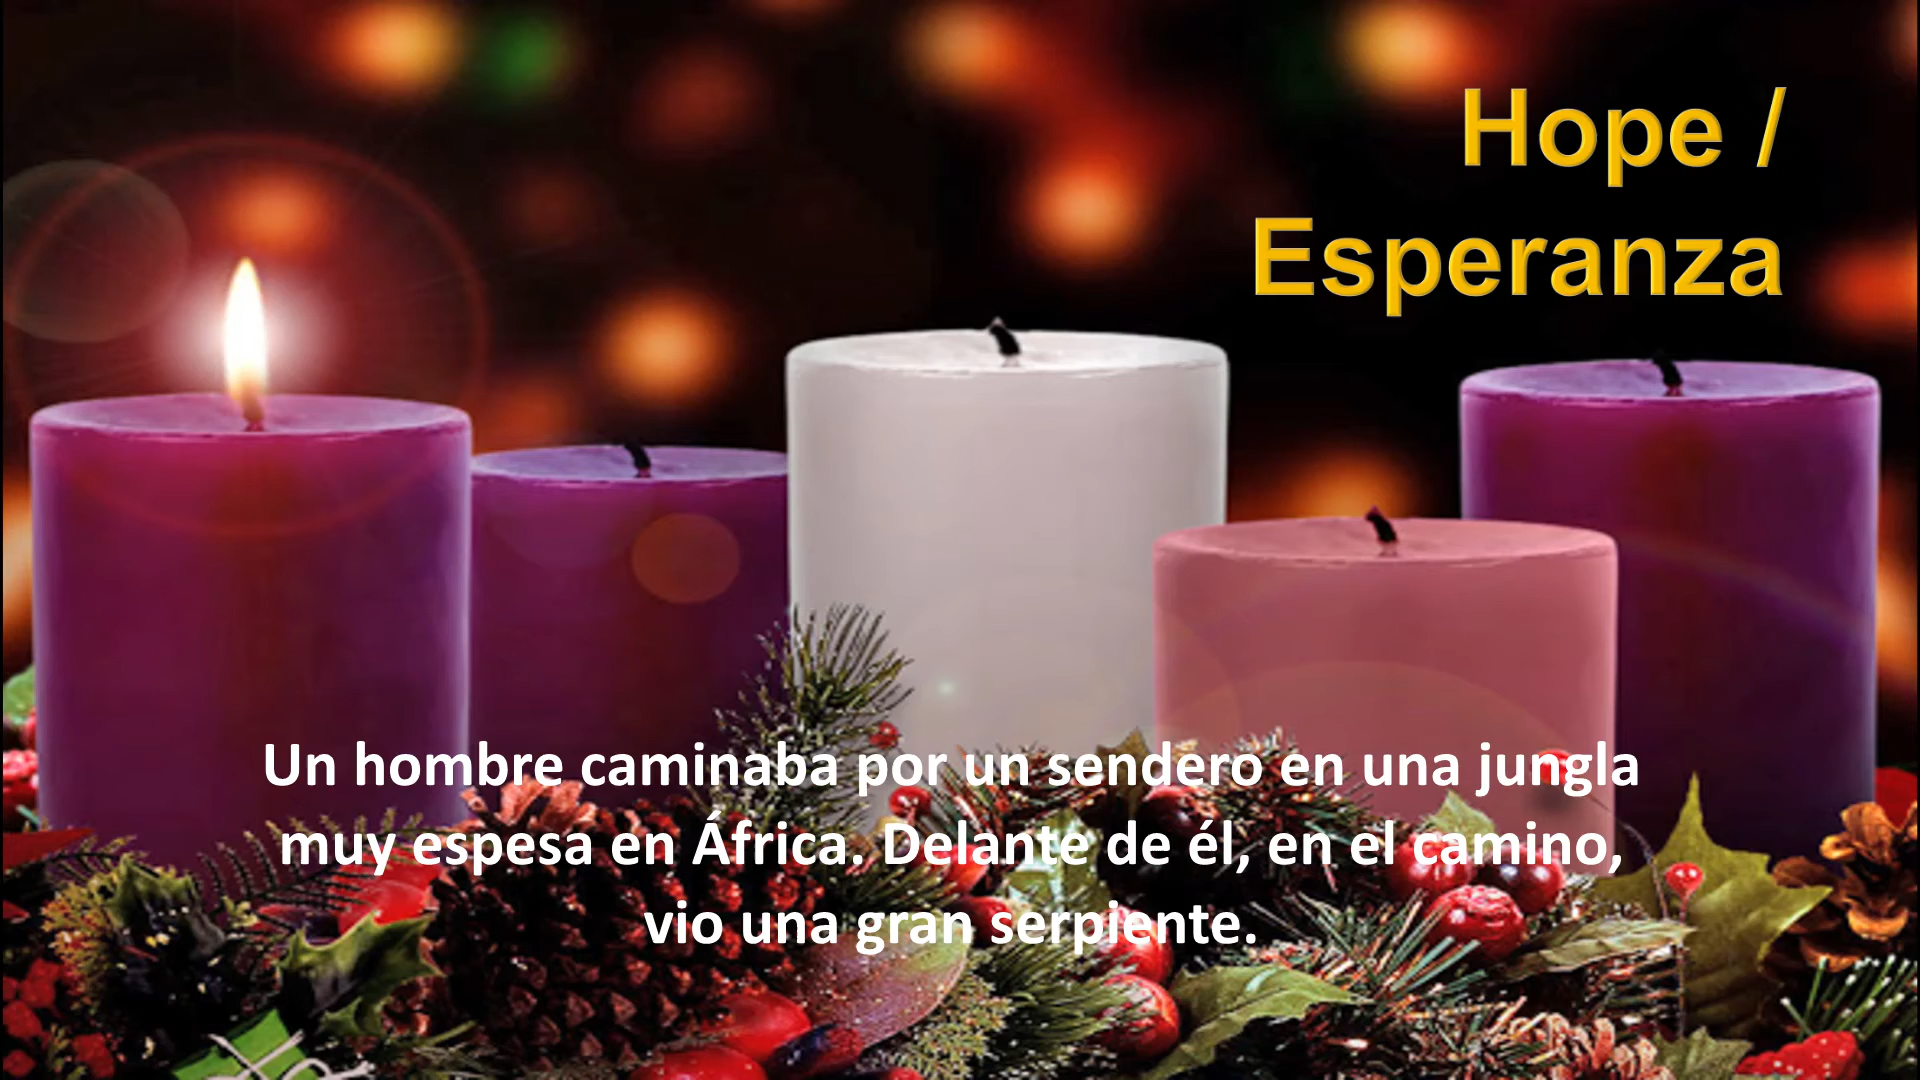 Hope /
Esperanza
Un hombre caminaba por un sendero en una jungla
muy espesa en África. Delante de él, en el camino,
vio una gran serpiente.